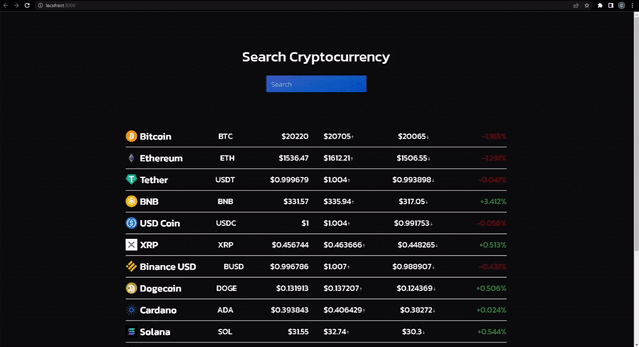 localhost:3000
Search Cryptocurrency
Search
Bitcoin BTC $20220 $20705↑ $20065↓ -1.165%
Ethereum ETH $1536.47 $1612.21↑ $1506.55↓
Tether USDT $0.999679 $1.004↑ $0.993898↓ -0.047%
BNB BNB $331.57 $335.94↑ $317.05↓ +3.412%
USD Coin USDC $1 $1.004↑ $0.991753↓ -0.056%
XRP XRP $0.456744 $0.463666↑ $0.448265↓ +0.513%
Binance USD BUSD $0.996786 $1.007↑ $0.988907↓
Dogecoin DOGE $0.131913 $0.137207↑ $0.124369↓ +0.506%
Cardano ADA $0.393843 $0.406429↑ $0.38272↓ +0.024%
Solana SOL $31.55 $32.74↑ $30.3↓ +0.544%